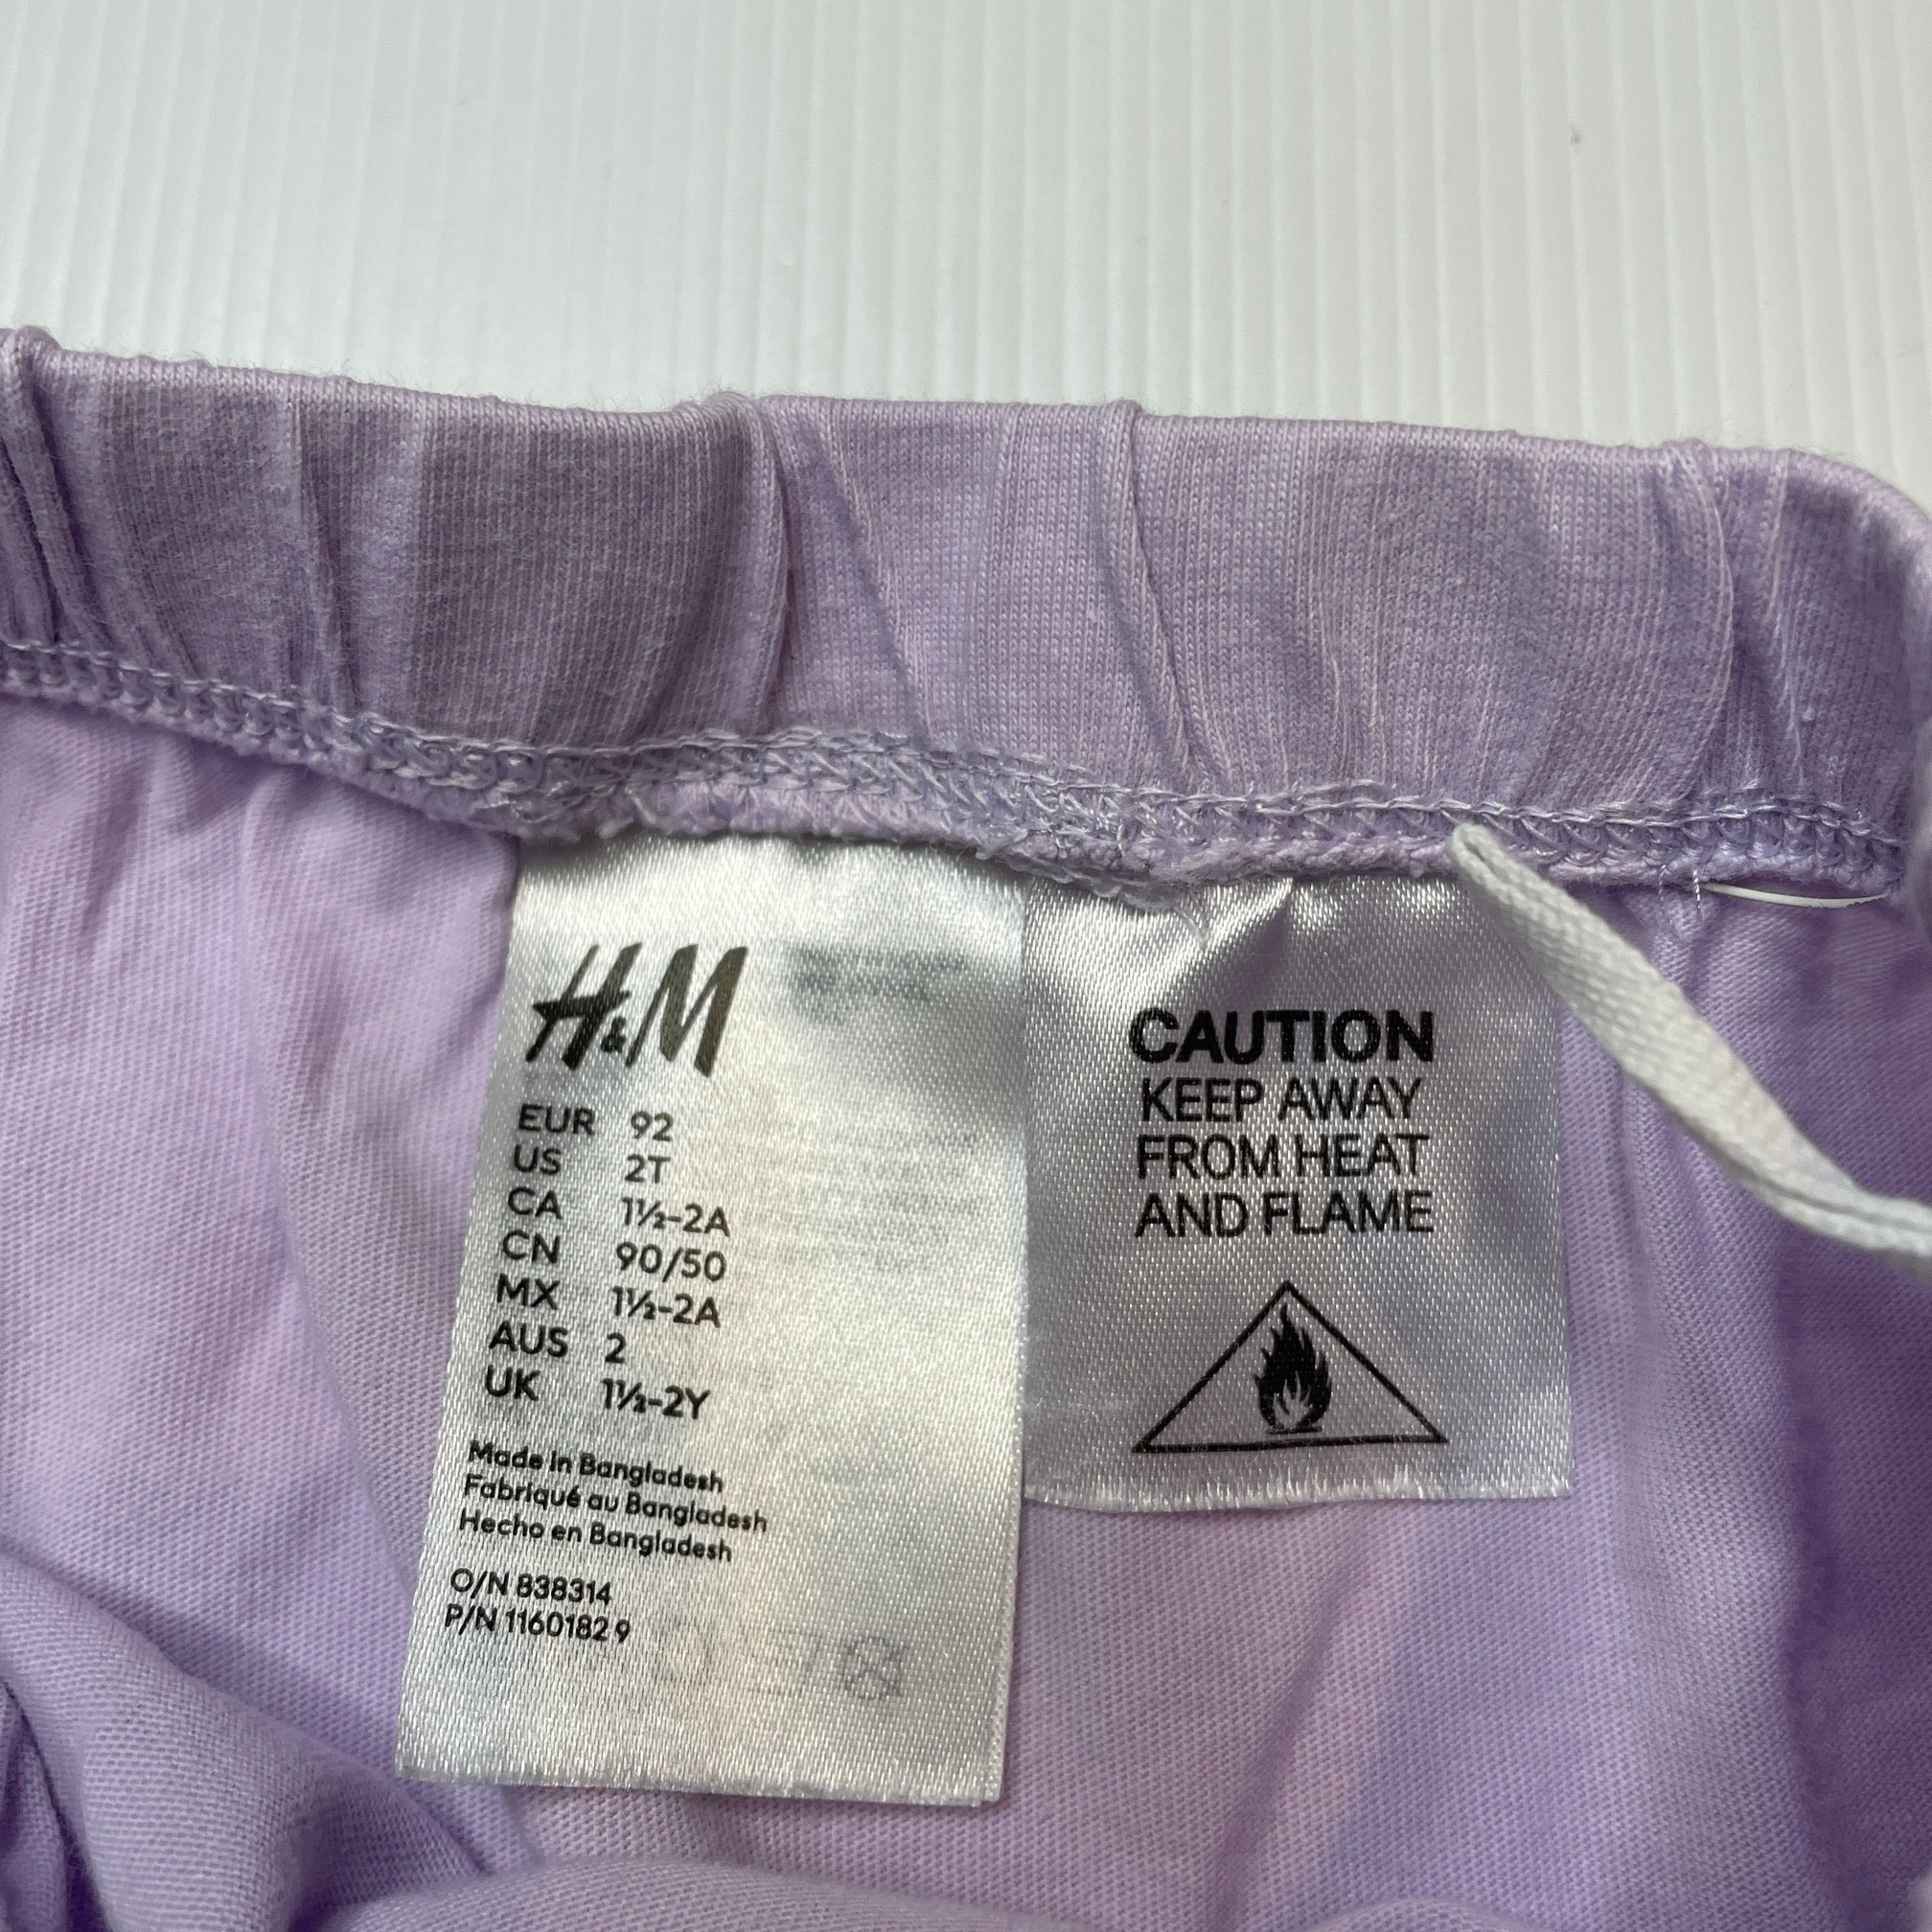 H&M
EUR 92
US 2T
CA 1½-2A
CN 90/50
MX 1½-2A
AUS 2
UK 1½-2Y
Made in Bangladesh
Fabriqué au Bangladesh
Hecho en Bangladesh
O/N 838314
P/N 1160182 9
CAUTION
KEEP AWAY
FROM HEAT
AND FLAME